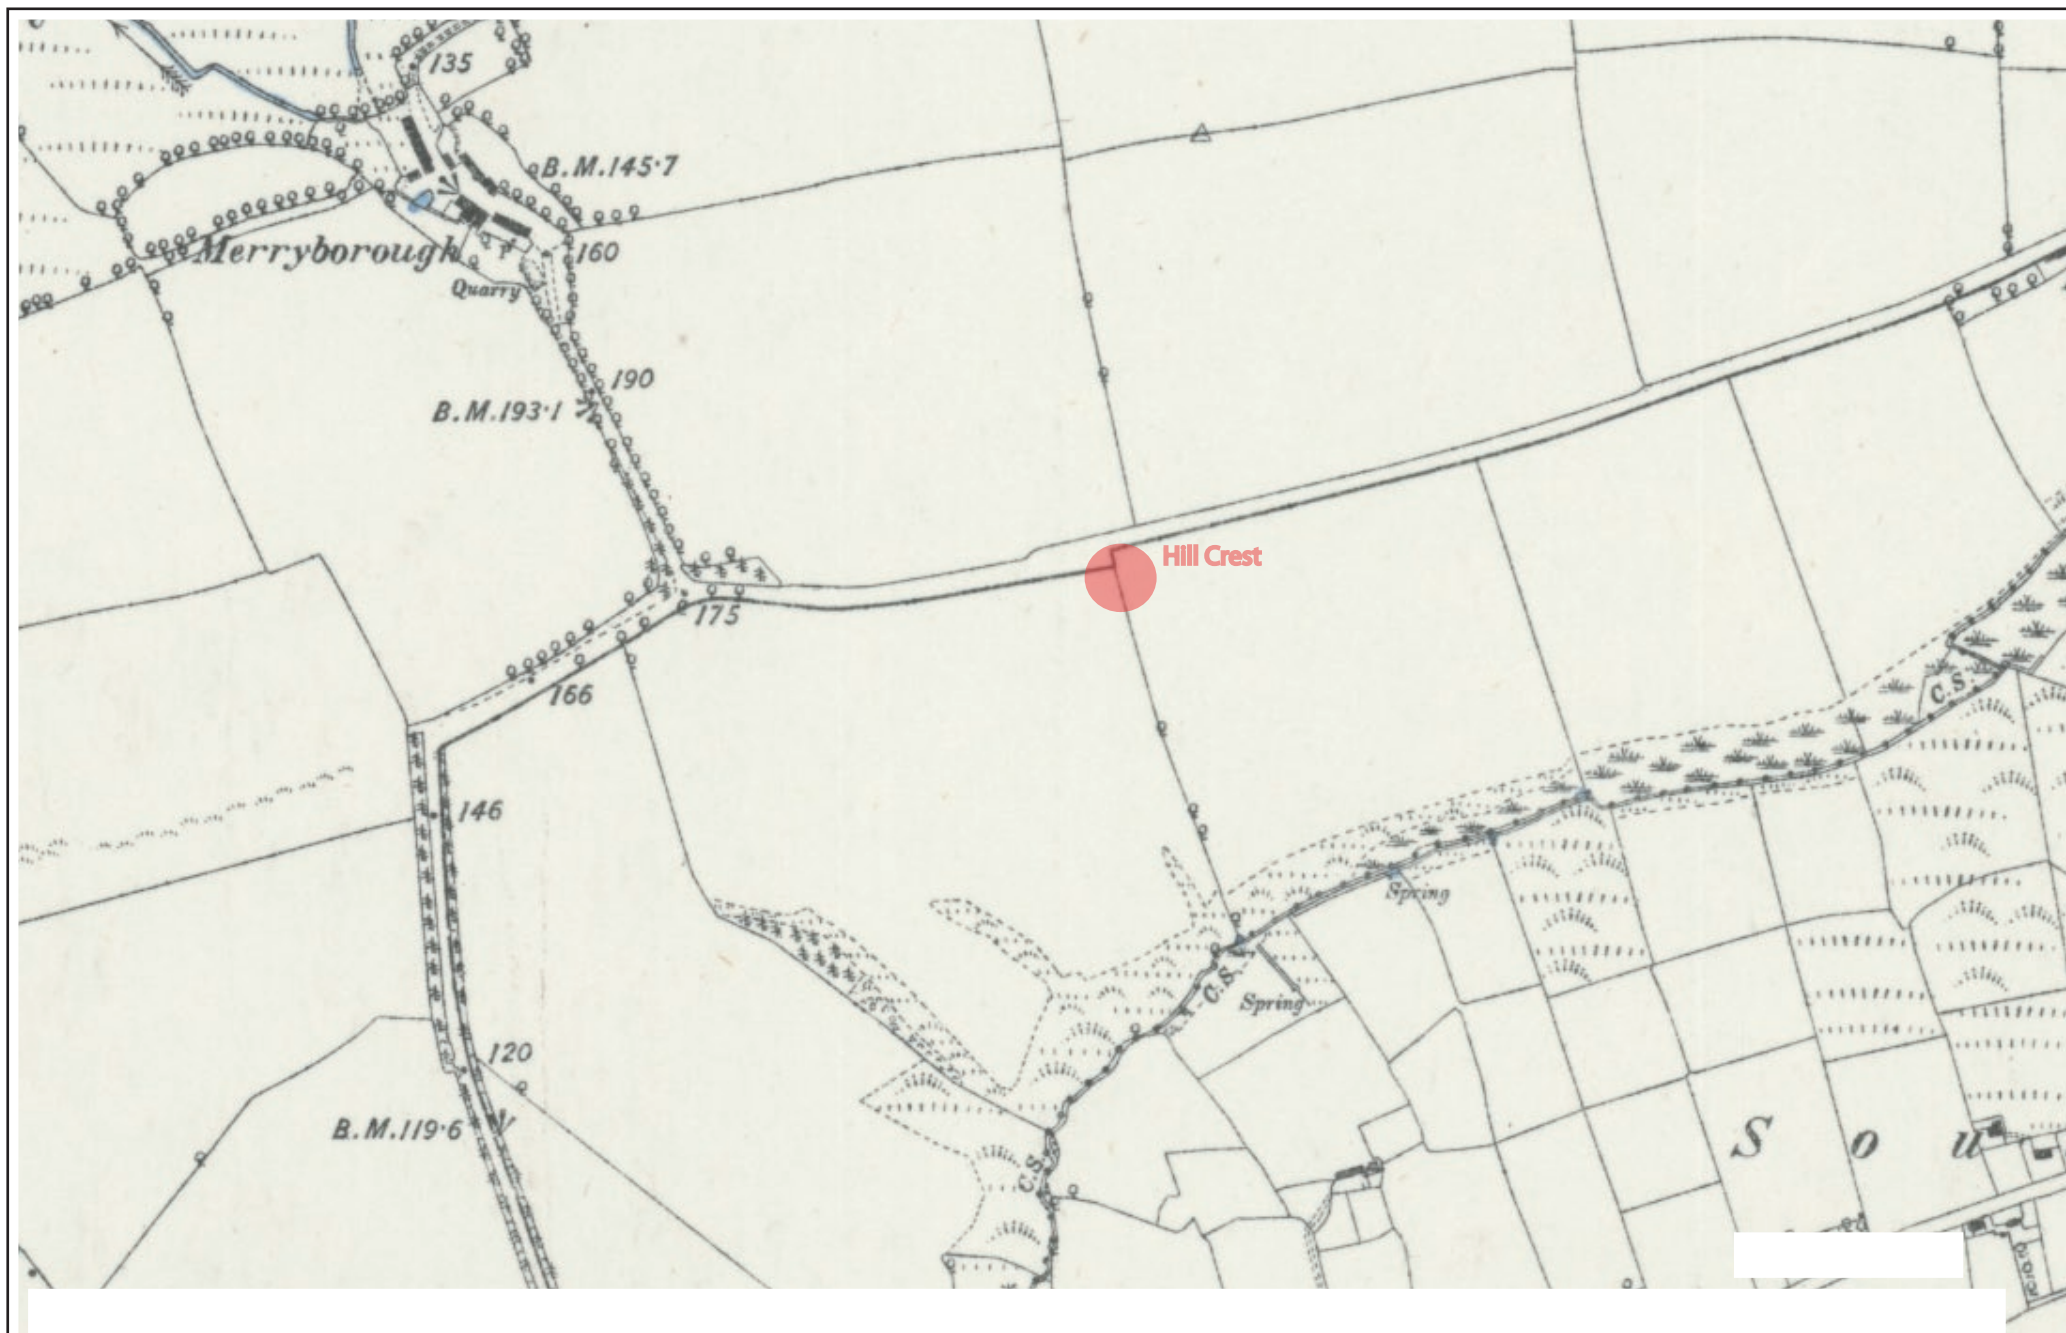 135
B.M.145·7
Merryborough
160
Quarry
190
B.M.193·1
Hill Crest
175
166
C.S.
146
Spring
C.S.
Spring
120
B.M.119·6
S o u
C.S.